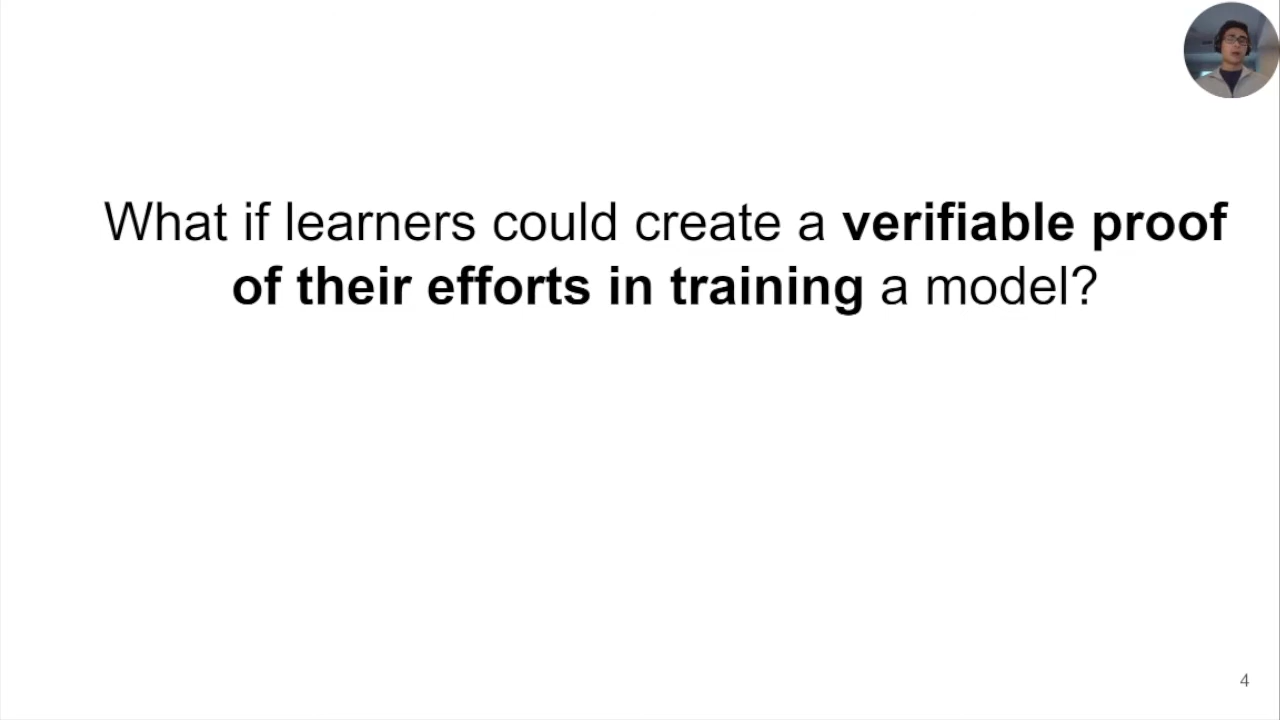 What if learners could create a verifiable proof
of their efforts in training a model?
4